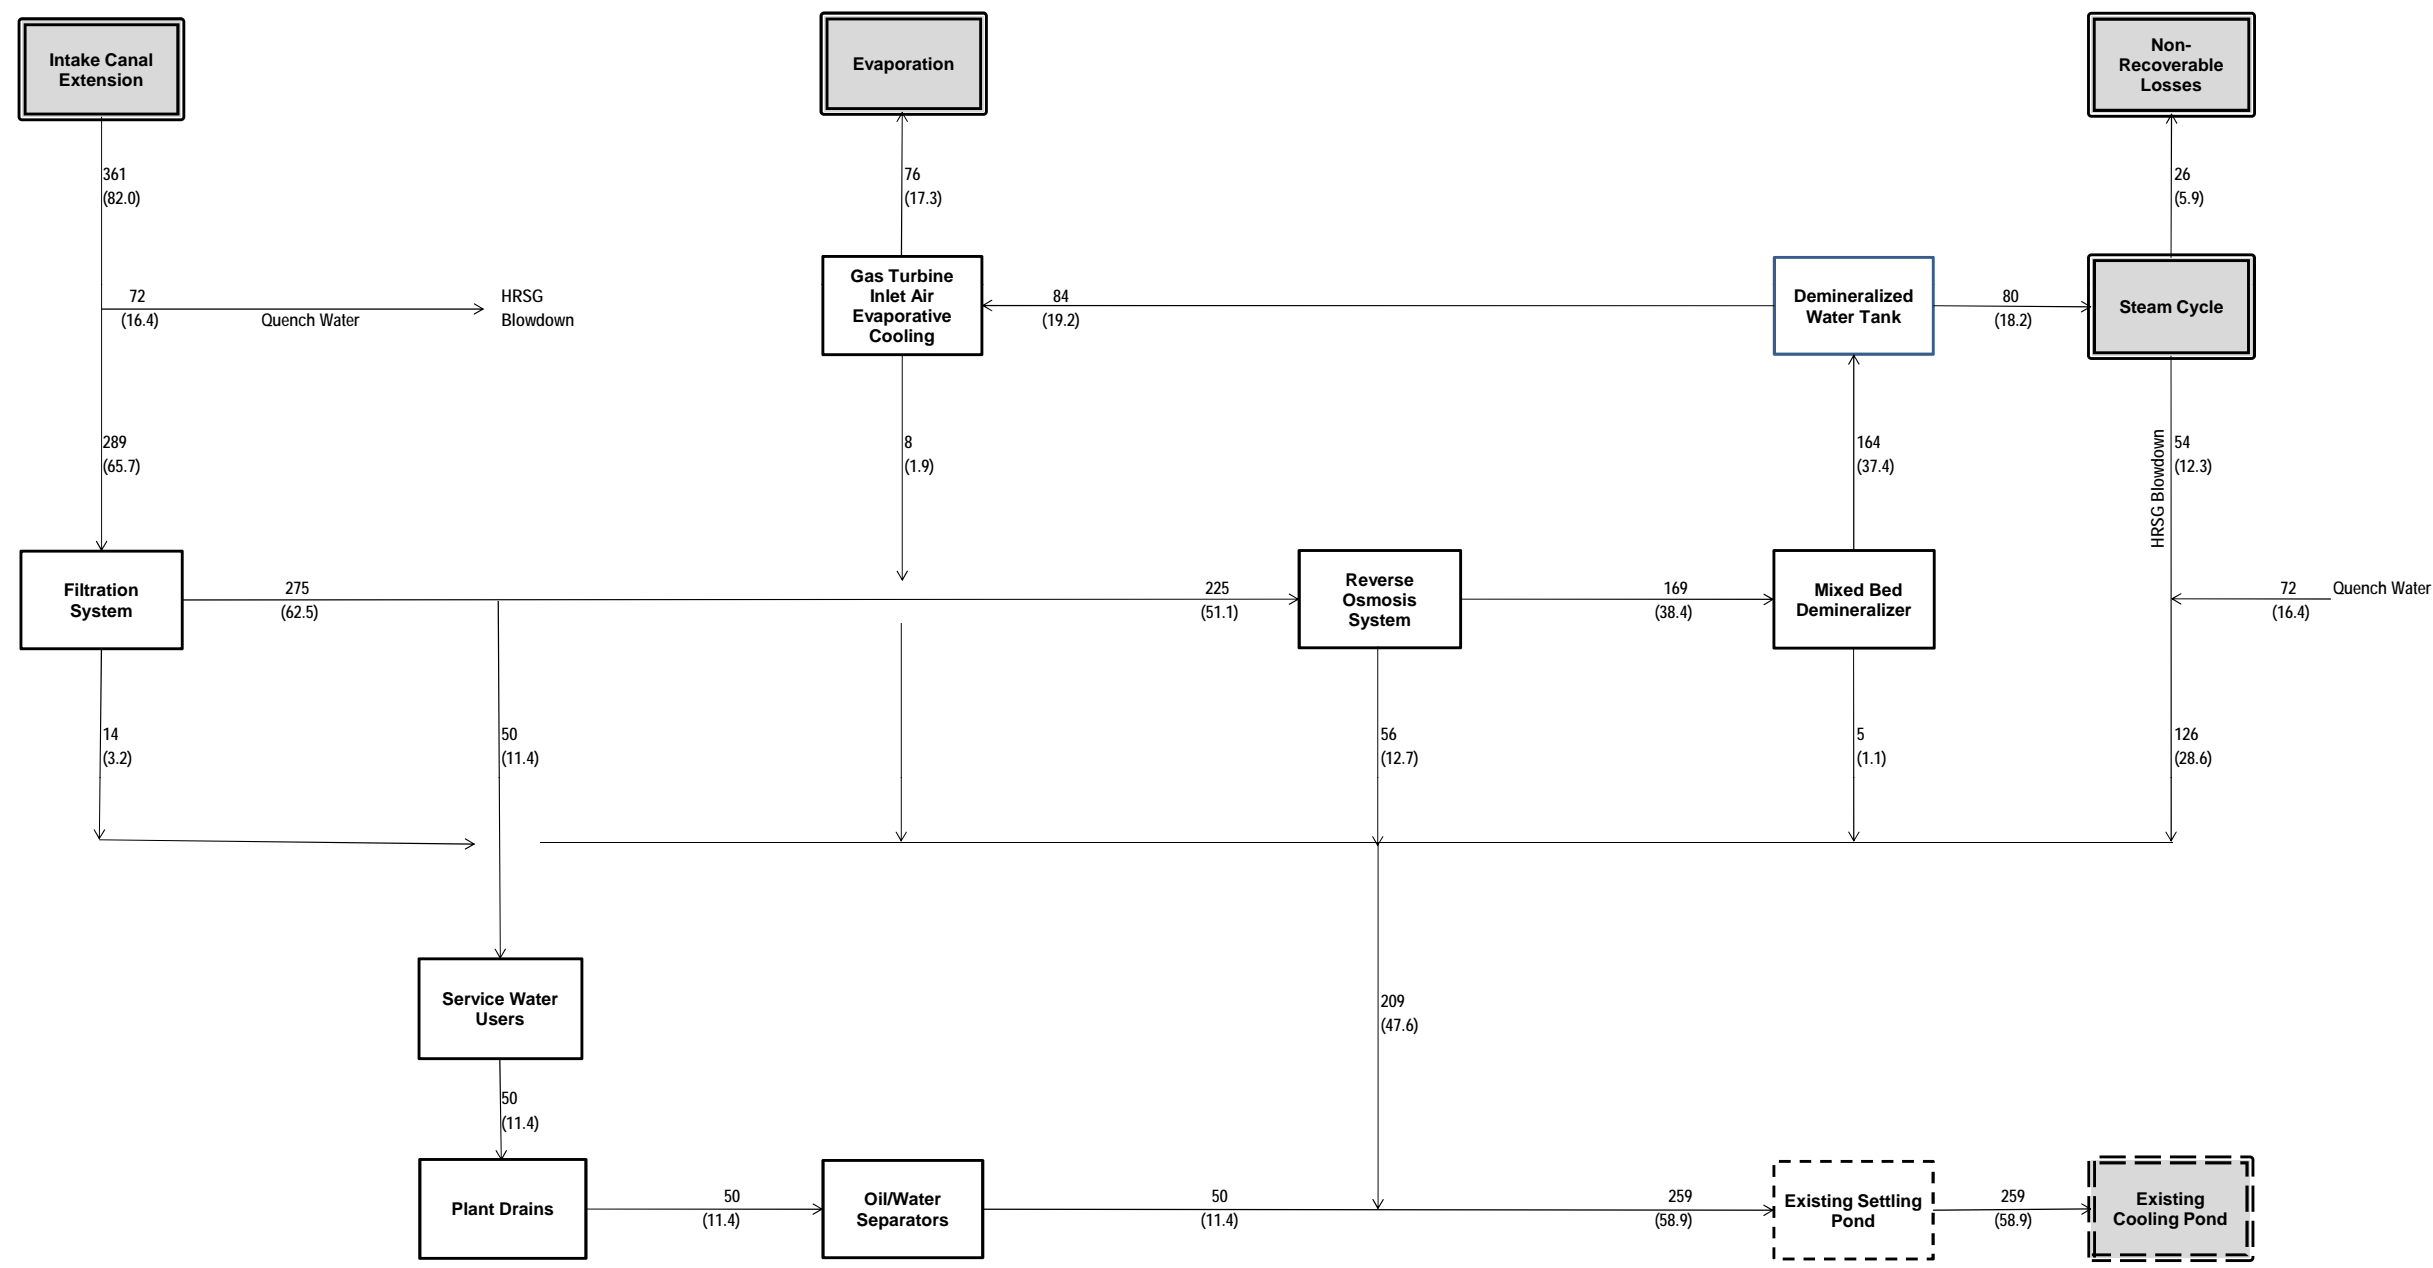 Intake Canal
Extension
Evaporation
Non-
Recoverable
Losses
361
(82.0)
76
(17.3)
26
(5.9)
72
(16.4)
Quench Water
HRSG
Blowdown
Gas Turbine
Inlet Air
Evaporative
Cooling
84
(19.2)
Demineralized
Water Tank
80
(18.2)
Steam Cycle
289
(65.7)
8
(1.9)
164
(37.4)
HRSG Blowdown
54
(12.3)
Filtration
System
275
(62.5)
225
(51.1)
Reverse
Osmosis
System
169
(38.4)
Mixed Bed
Demineralizer
72
(16.4)
Quench Water
14
(3.2)
50
(11.4)
56
(12.7)
5
(1.1)
126
(28.6)
Service Water
Users
209
(47.6)
50
(11.4)
Plant Drains
50
(11.4)
Oil/Water
Separators
50
(11.4)
259
(58.9)
Existing Settling
Pond
259
(58.9)
Existing
Cooling Pond